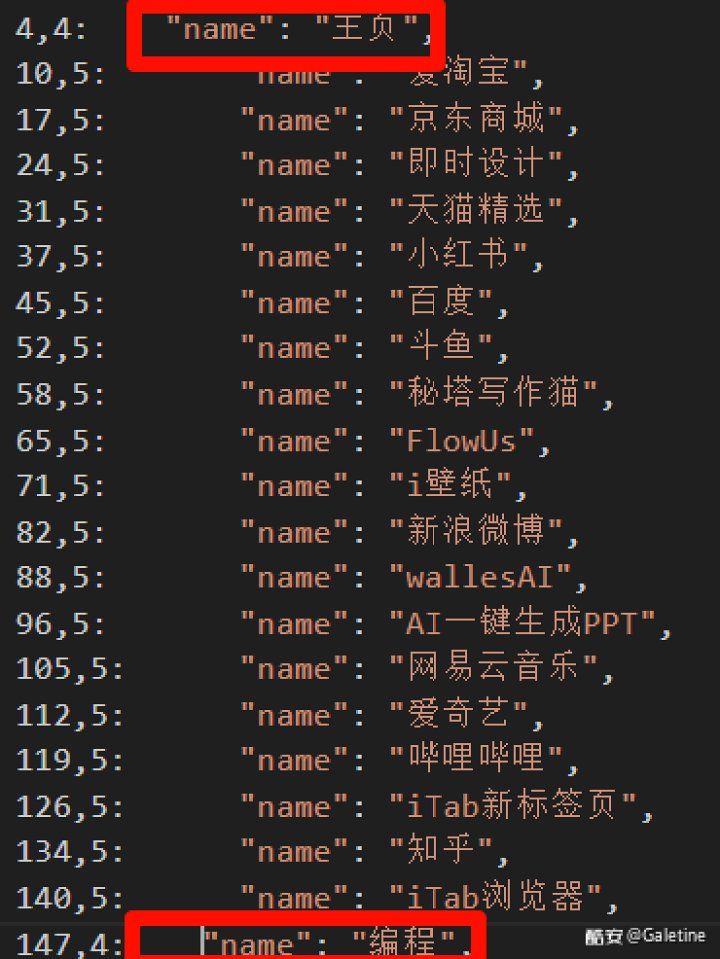 4,4: "name": "主页",
10,5: "name": "爱淘宝",
17,5: "name": "京东商城",
24,5: "name": "即时设计",
31,5: "name": "天猫精选",
37,5: "name": "小红书",
45,5: "name": "百度",
52,5: "name": "斗鱼",
58,5: "name": "秘塔写作猫",
65,5: "name": "FlowUs",
71,5: "name": "i壁纸",
82,5: "name": "新浪微博",
88,5: "name": "wallesAI",
96,5: "name": "AI一键生成PPT",
105,5: "name": "网易云音乐",
112,5: "name": "爱奇艺",
119,5: "name": "哔哩哔哩",
126,5: "name": "iTab新标签页",
134,5: "name": "知乎",
140,5: "name": "iTab浏览器",
147,4: "name": "编程",
酷安 @Galetine